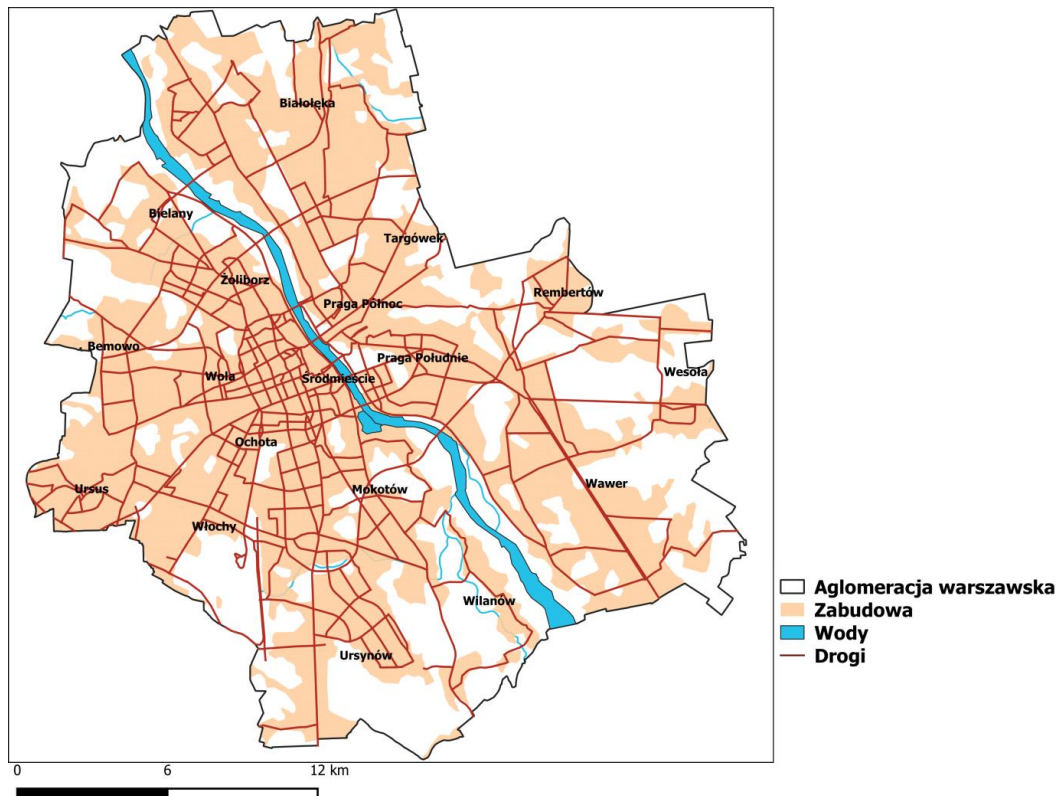 Białołęka
Bielany
Targówek
Żoliborz
Rembertów
Praga Północ
Bemowo
Praga Południe
Wola
Śródmieście
Wesoła
Ochota
Ursus
Mokotów
Wawer
Włochy
Wilanów
Ursynów
Aglomeracja warszawska
Zabudowa
Wody
Drogi
0 6 12 km